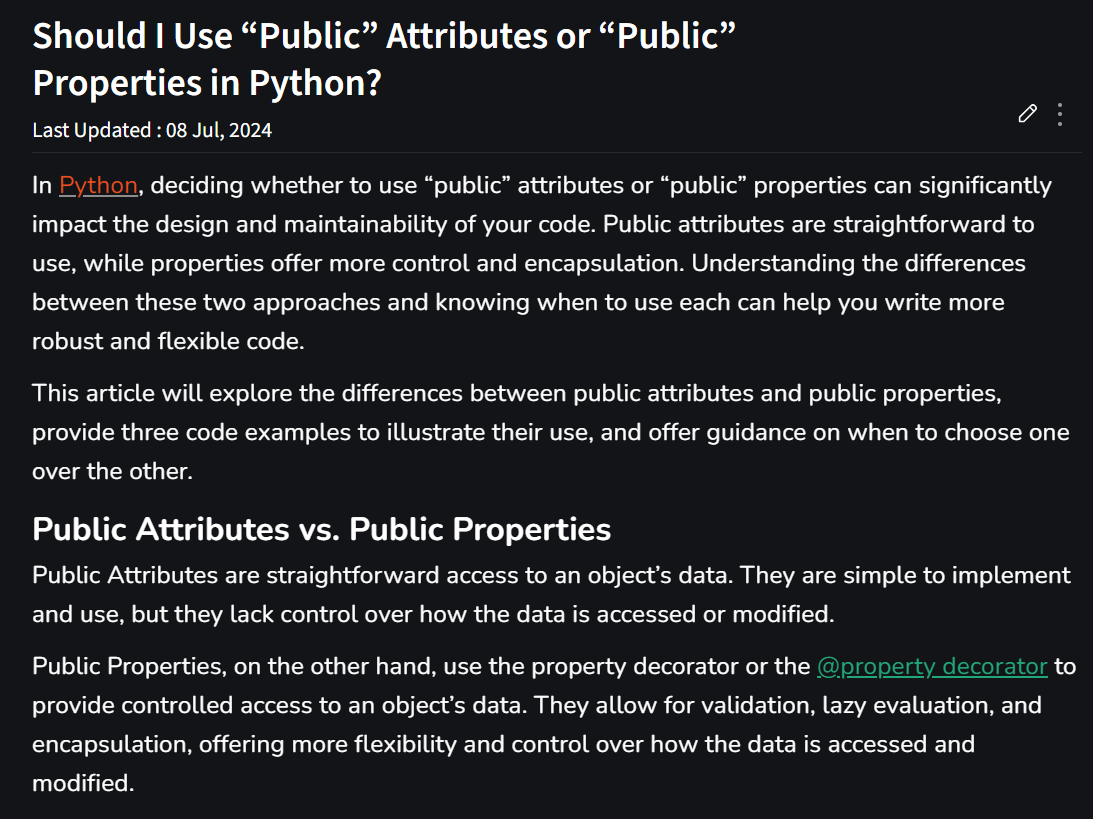 Should I Use “Public” Attributes or “Public”
Properties in Python?
Last Updated : 08 Jul, 2024
In Python, deciding whether to use “public” attributes or “public” properties can significantly
impact the design and maintainability of your code. Public attributes are straightforward to
use, while properties offer more control and encapsulation. Understanding the differences
between these two approaches and knowing when to use each can help you write more
robust and flexible code.
This article will explore the differences between public attributes and public properties,
provide three code examples to illustrate their use, and offer guidance on when to choose one
over the other.
Public Attributes vs. Public Properties
Public Attributes are straightforward access to an object’s data. They are simple to implement
and use, but they lack control over how the data is accessed or modified.
Public Properties, on the other hand, use the property decorator or the @property decorator to
provide controlled access to an object’s data. They allow for validation, lazy evaluation, and
encapsulation, offering more flexibility and control over how the data is accessed and
modified.